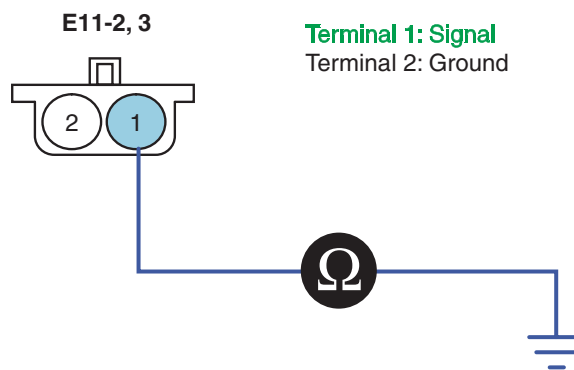 E11-2, 3
Terminal 1: Signal
Terminal 2: Ground
2 1
Ω